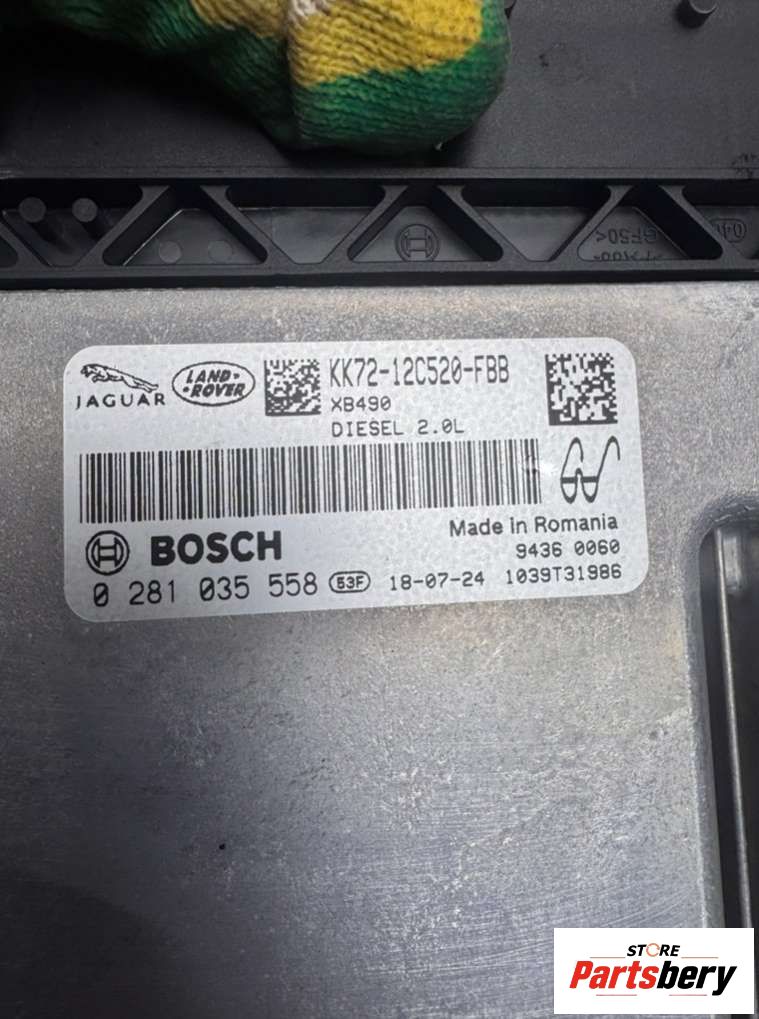 JAGUAR
LAND-
-ROVER
KK72-12C520-FBB
XB490
DIESEL 2.0L
Made in Romania
BOSCH
9436 0060
0 281 035 558 53F 18-07-24 1039T31986
STORE
Partsbery